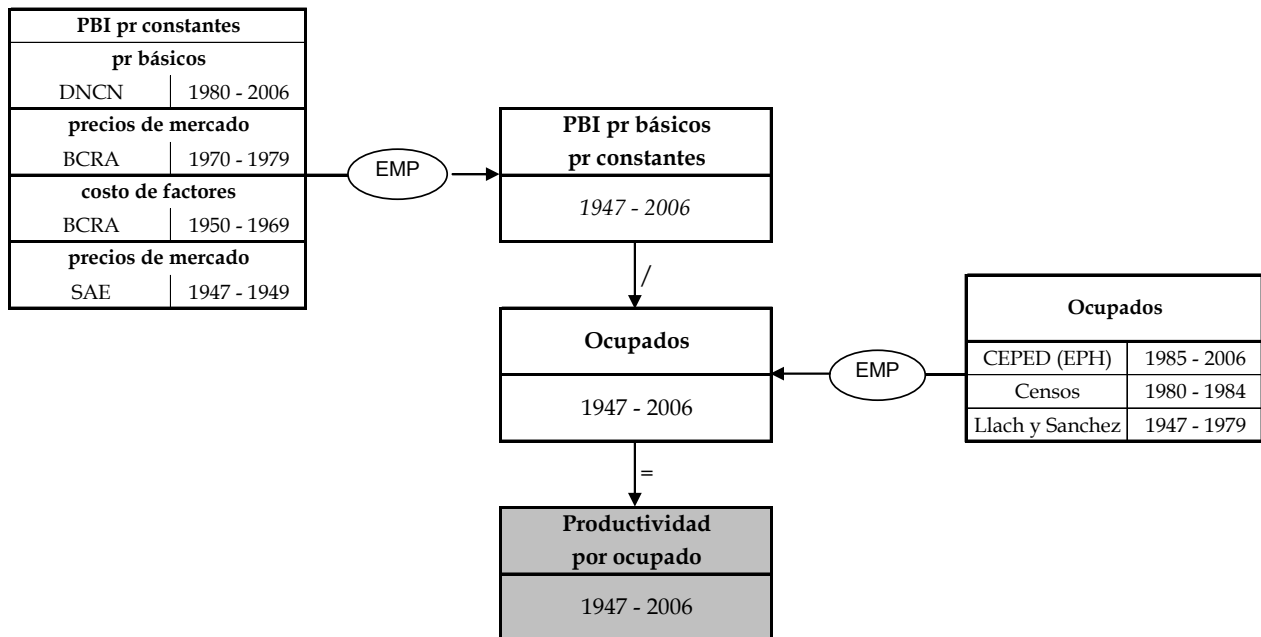 PBI pr constantes
pr básicos
DNCN 1980 - 2006
precios de mercado
BCRA 1970 - 1979
costo de factores
BCRA 1950 - 1969
precios de mercado
SAE 1947 - 1949
EMP
PBI pr básicos
pr constantes
1947 - 2006
/
Ocupados
1947 - 2006
EMP
Ocupados
CEPED (EPH) 1985 - 2006
Censos 1980 - 1984
Llach y Sanchez 1947 - 1979
=
Productividad
por ocupado
1947 - 2006